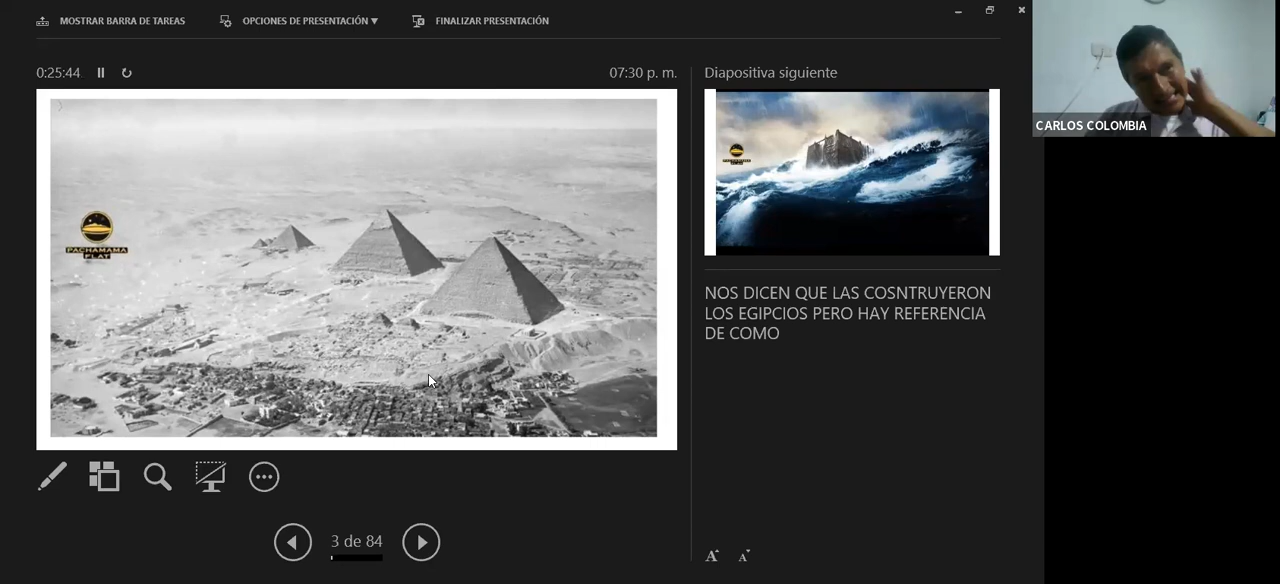 MOSTRAR BARRA DE TAREAS
OPCIONES DE PRESENTACIÓN
FINALIZAR PRESENTACIÓN
0:25:44
07:30 p. m.
Diapositiva siguiente
CARLOS COLOMBIA
PACHAMAMA
FLAT
NOS DICEN QUE LAS COSNTRUYERON
LOS EGIPCIOS PERO HAY REFERENCIA
DE COMO
3 de 84